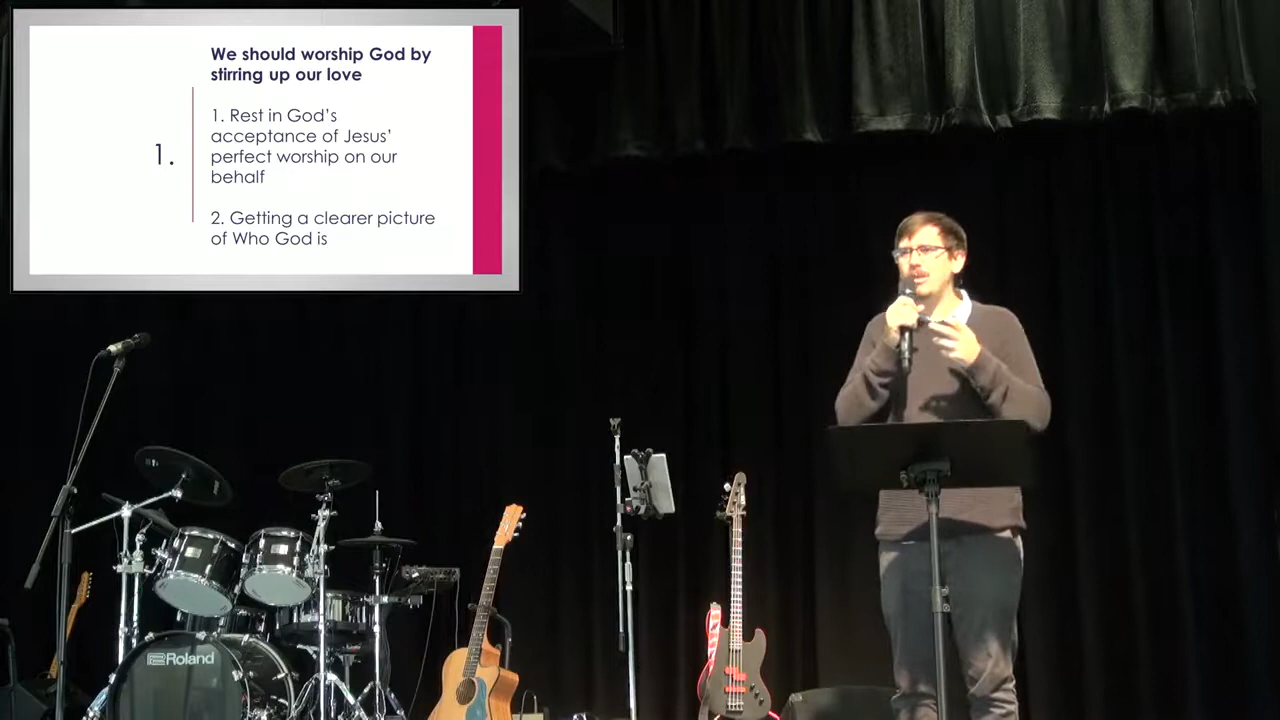 We should worship God by
stirring up our love
1. Rest in God's
acceptance of Jesus'
perfect worship on our
behalf
1.
2. Getting a clearer picture
of Who God is
Roland